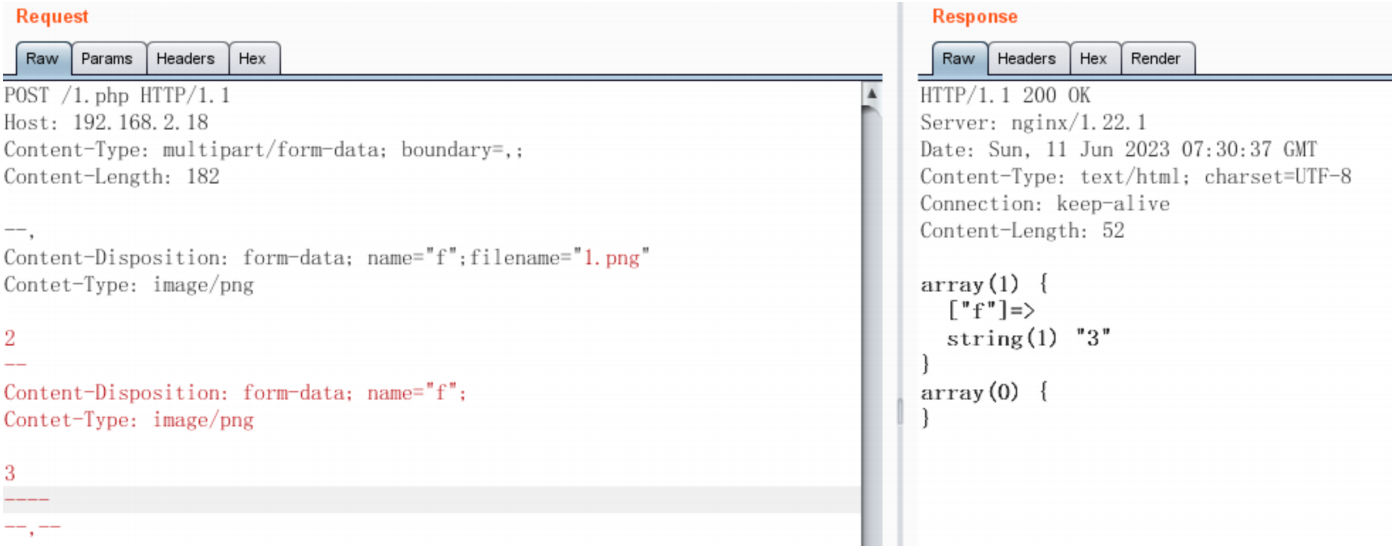 Request
Raw Params Headers Hex
POST /1.php HTTP/1.1
Host: 192.168.2.18
Content-Type: multipart/form-data; boundary=,;
Content-Length: 182
--,
Content-Disposition: form-data; name="f";filename="1.png"
Contet-Type: image/png
2
--
Content-Disposition: form-data; name="f";
Contet-Type: image/png
3
----
--,--
Response
Raw Headers Hex Render
HTTP/1.1 200 OK
Server: nginx/1.22.1
Date: Sun, 11 Jun 2023 07:30:37 GMT
Content-Type: text/html; charset=UTF-8
Connection: keep-alive
Content-Length: 52
array(1) {
["f"]=>
string(1) "3"
}
array(0) {
}